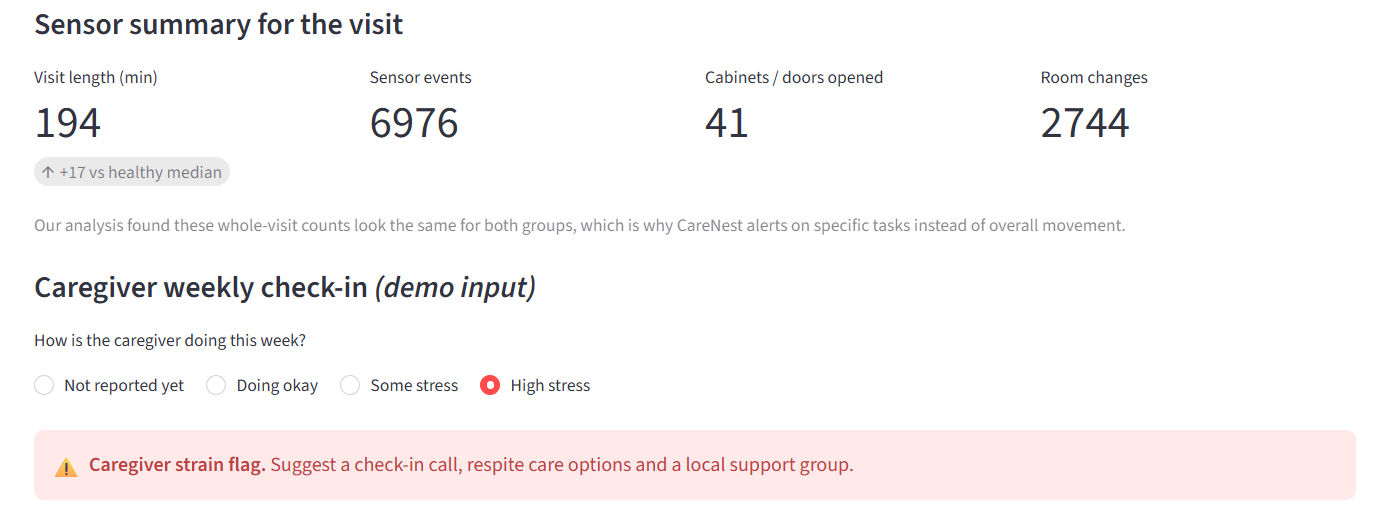 Sensor summary for the visit
Visit length (min)
194
↑ +17 vs healthy median
Sensor events
6976
Cabinets / doors opened
41
Room changes
2744
Our analysis found these whole-visit counts look the same for both groups, which is why CareNest alerts on specific tasks instead of overall movement.
Caregiver weekly check-in (demo input)
How is the caregiver doing this week?
Not reported yet
Doing okay
Some stress
High stress
Caregiver strain flag. Suggest a check-in call, respite care options and a local support group.